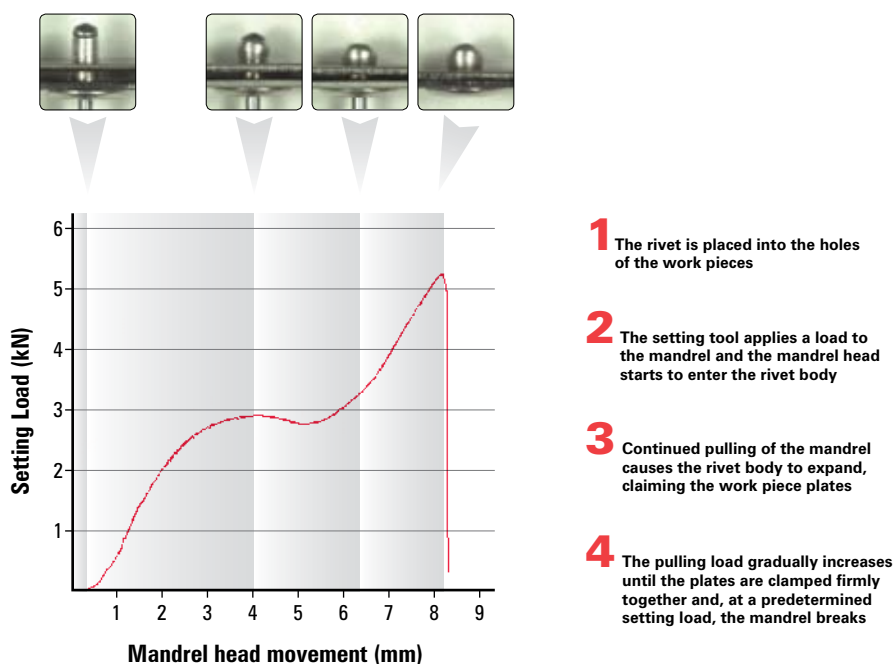 6
5
4
3
2
1
Setting Load (kN)
1 2 3 4 5 6 7 8 9
Mandrel head movement (mm)
1 The rivet is placed into the holes
of the work pieces
2 The setting tool applies a load to
the mandrel and the mandrel head
starts to enter the rivet body
3 Continued pulling of the mandrel
causes the rivet body to expand,
claiming the work piece plates
4 The pulling load gradually increases
until the plates are clamped firmly
together and, at a predetermined
setting load, the mandrel breaks